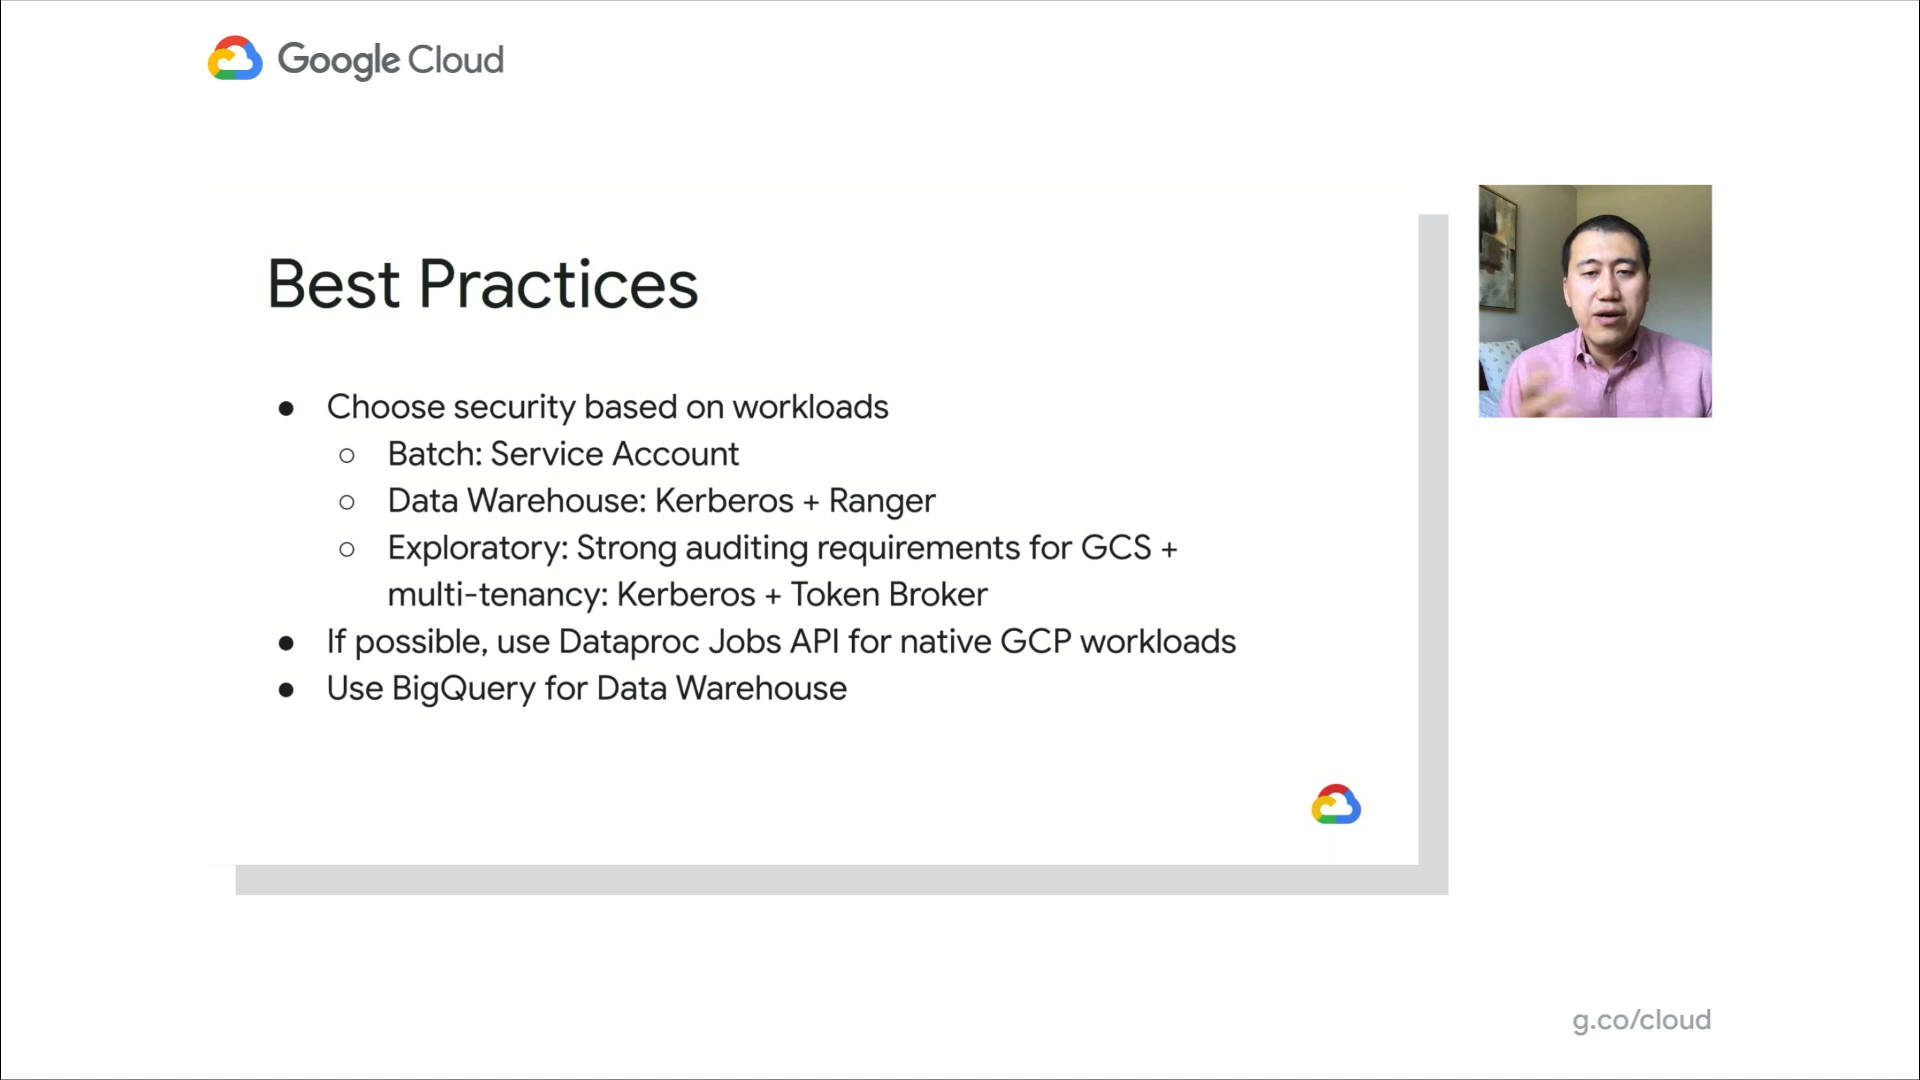 Google Cloud
Best Practices
● Choose security based on workloads
○ Batch: Service Account
○ Data Warehouse: Kerberos + Ranger
○ Exploratory: Strong auditing requirements for GCS +
multi-tenancy: Kerberos + Token Broker
● If possible, use Dataproc Jobs API for native GCP workloads
● Use BigQuery for Data Warehouse
g.co/cloud